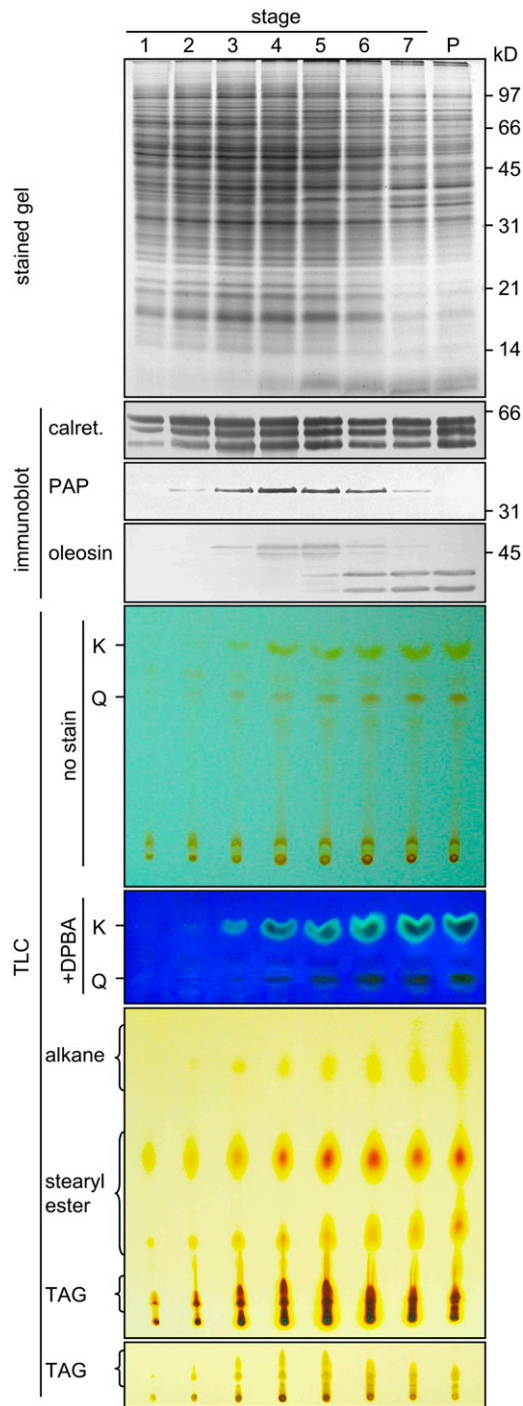 stage
1 2 3 4 5 6 7 P kD
97
66
45
31
21
14
stained gel
immunoblot
calret.
66
PAP
31
oleosin
45
TLC
no stain
K
Q
+DPBA
K
Q
alkane
stearyl
ester
TAG
TAG